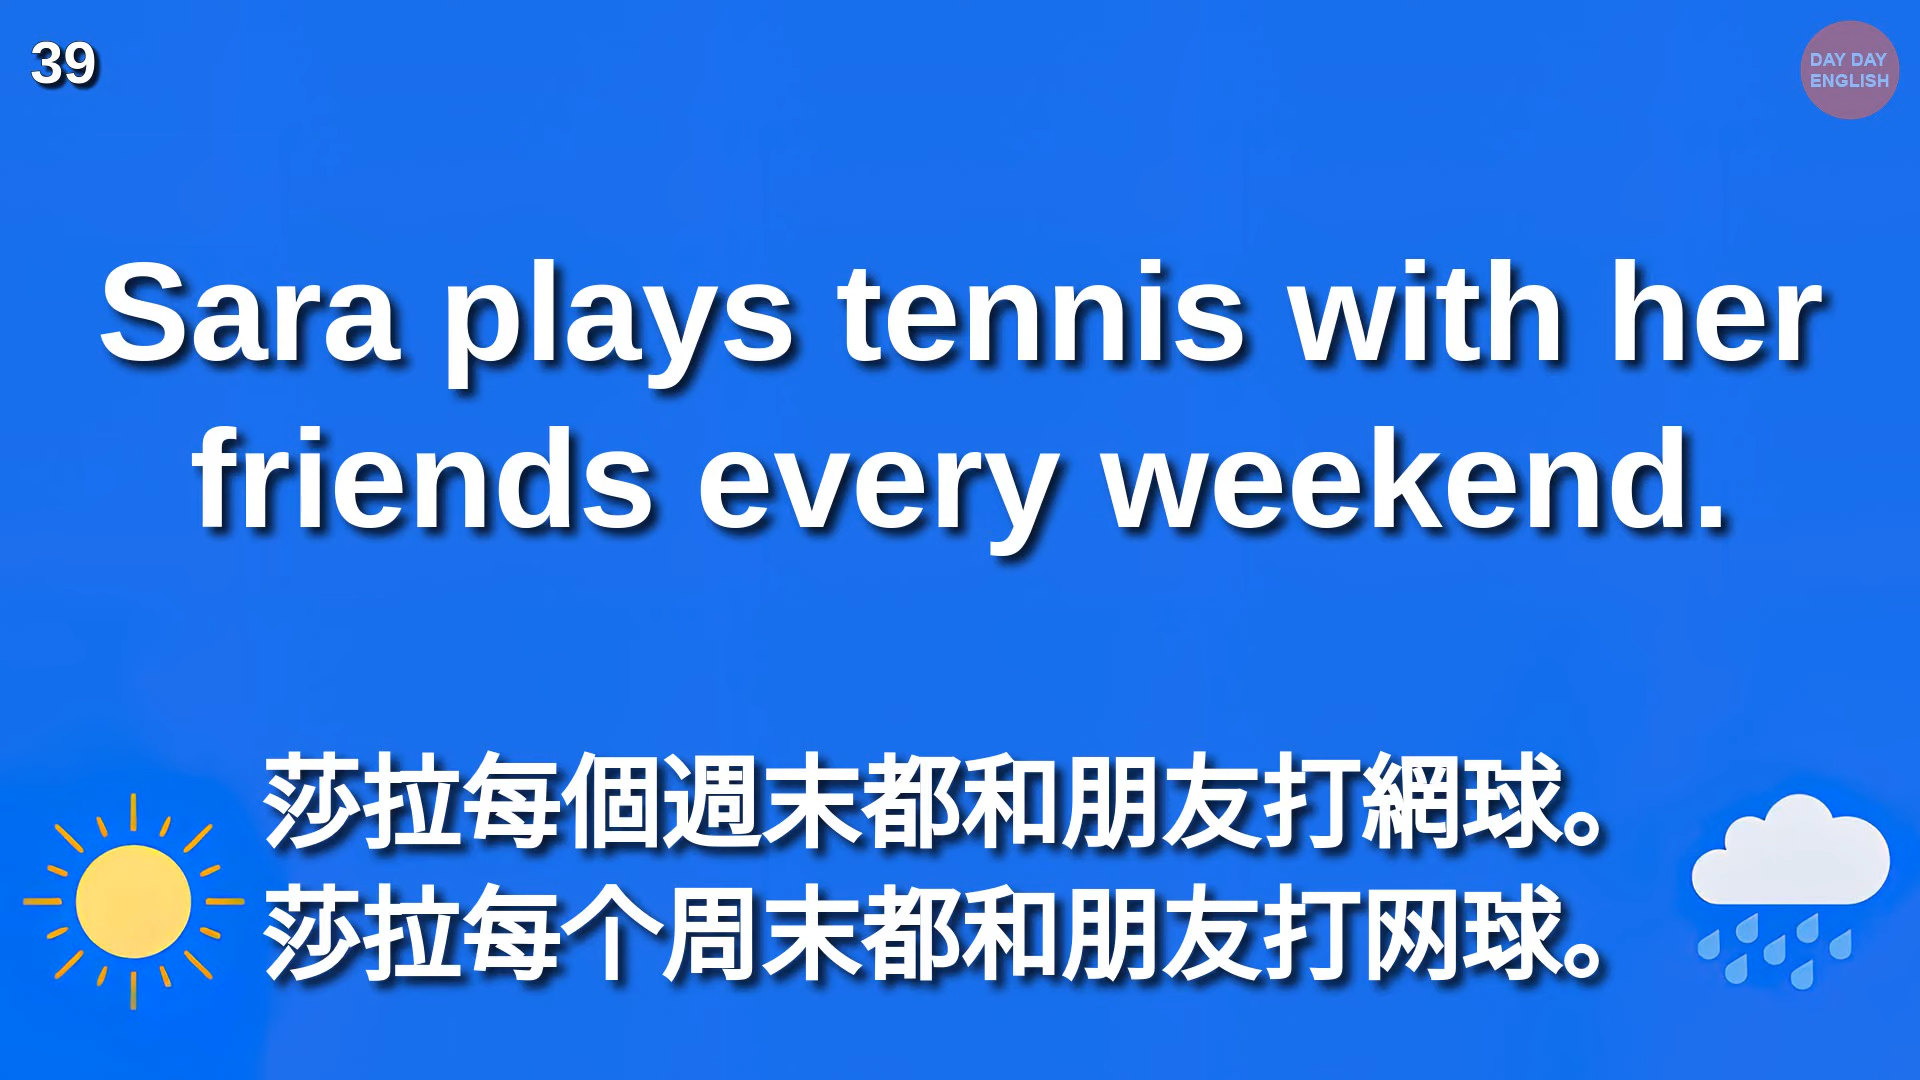 39
DAY DAY
ENGLISH
Sara plays tennis with her
friends every weekend.
莎拉每個週末都和朋友打網球。
莎拉每个周末都和朋友打网球。